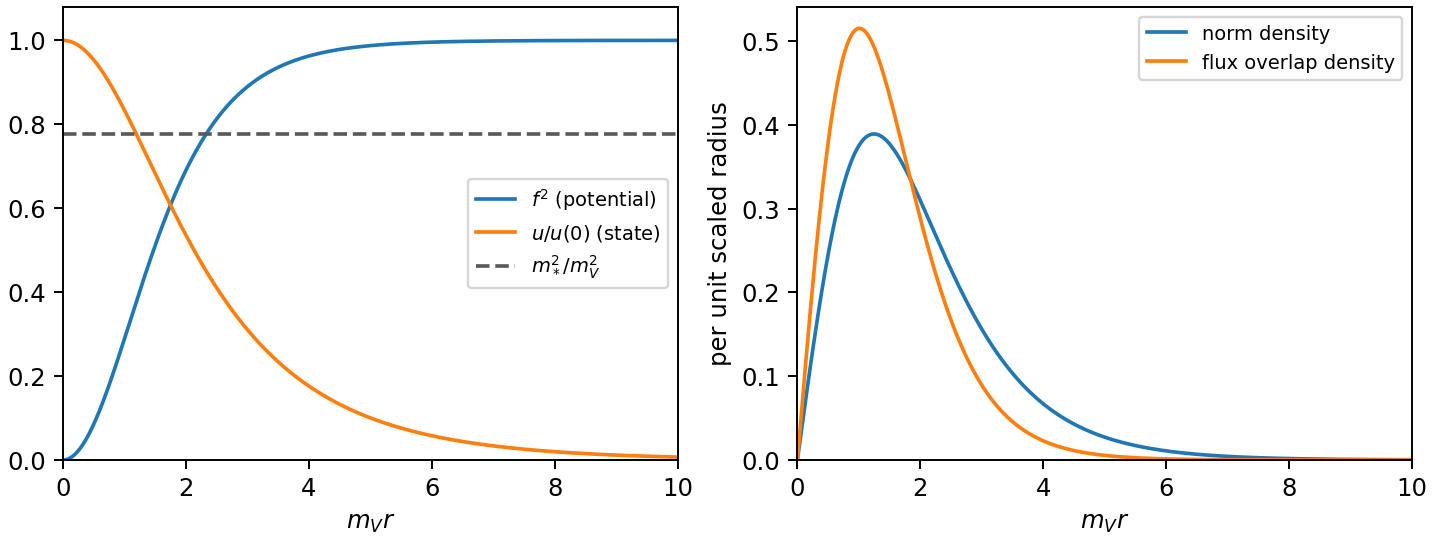 1.0
0.8
0.6
0.4
0.2
0.0
f² (potential)
u/u(0) (state)
m²_*/m²_V
0 2 4 6 8 10
m_V r
per unit scaled radius
0.5
0.4
0.3
0.2
0.1
0.0
norm density
flux overlap density
0 2 4 6 8 10
m_V r